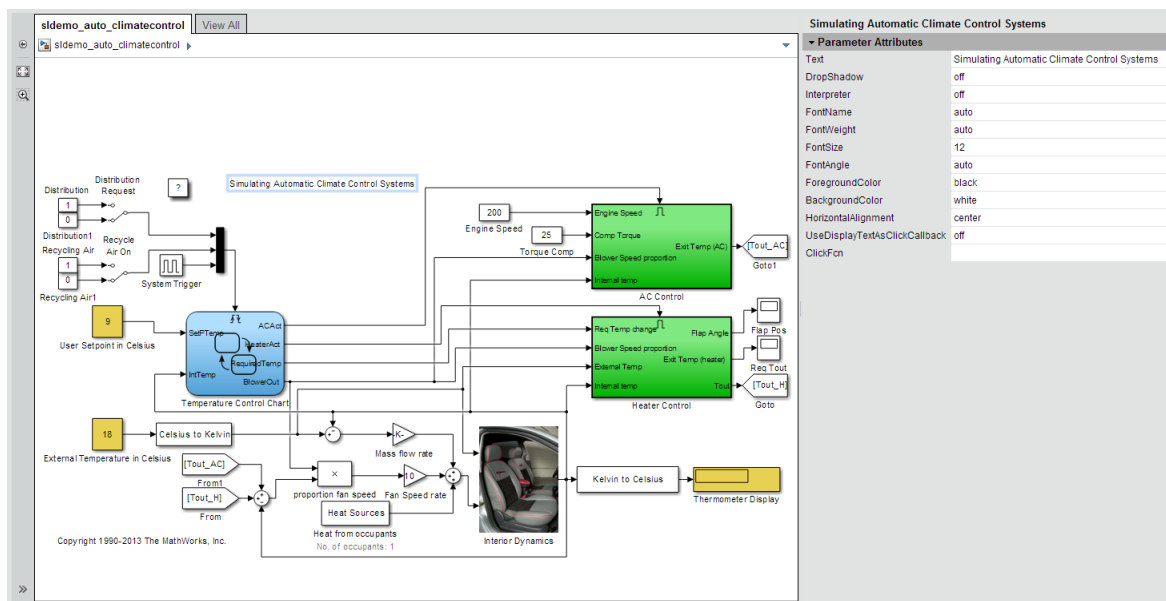 sldemo_auto_climatecontrol
View All
sldemo_auto_climatecontrol
Simulating Automatic Climate Control Systems
Distribution
Distribution
Request
1
0
Distribution1
?
Recycling Air
Recycle
Air On
1
0
Recycling Air1
System Trigger
200
Engine Speed
25
Torque Comp
Engine Speed
Comp Torque
Blower Speed proportion
Internal temp
Exit Temp (AC)
AC Control
[Tout_AC]
Goto1
9
User Setpoint in Celsius
SetPTemp
IntTemp
ACAct
HeaterAct
RequiredTemp
BlowerOut
Temperature Control Chart
Req Temp change
Blower Speed proportion
External Temp
Internal temp
Flap Angle
Exit Temp (heater)
Tout
Heater Control
Flap Pos
Req Tout
[Tout_H]
Goto
18
External Temperature in Celsius
Celsius to Kelvin
-K-
Mass flow rate
[Tout_AC]
From1
[Tout_H]
From
×
proportion fan speed
10
Fan Speed rate
Heat Sources
Heat from occupants
No. of occupants: 1
Interior Dynamics
Kelvin to Celsius
Thermometer Display
Copyright 1990-2013 The MathWorks, Inc.
Simulating Automatic Climate Control Systems
Parameter Attributes
Text Simulating Automatic Climate Control Systems
DropShadow off
Interpreter off
FontName auto
FontWeight auto
FontSize 12
FontAngle auto
ForegroundColor black
BackgroundColor white
HorizontalAlignment center
UseDisplayTextAsClickCallback off
ClickFcn